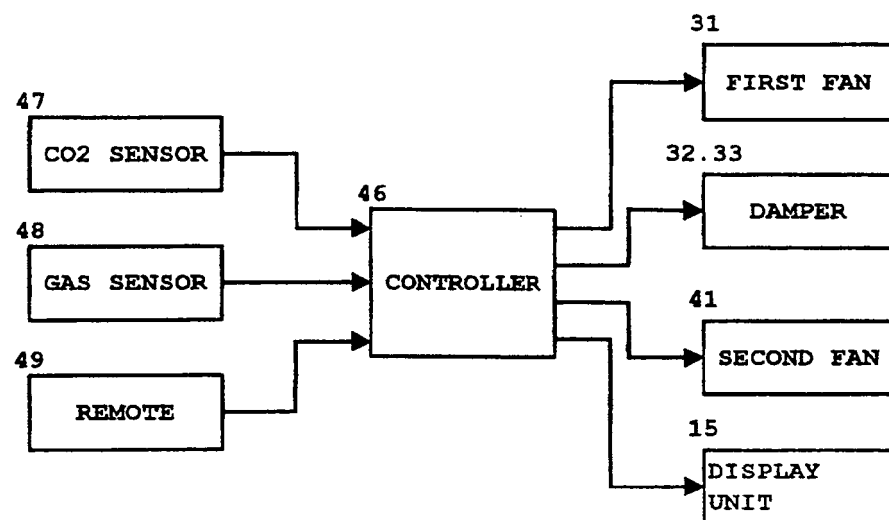 47
CO2 SENSOR
48
GAS SENSOR
49
REMOTE
46
CONTROLLER
31
FIRST FAN
32.33
DAMPER
41
SECOND FAN
15
DISPLAY
UNIT